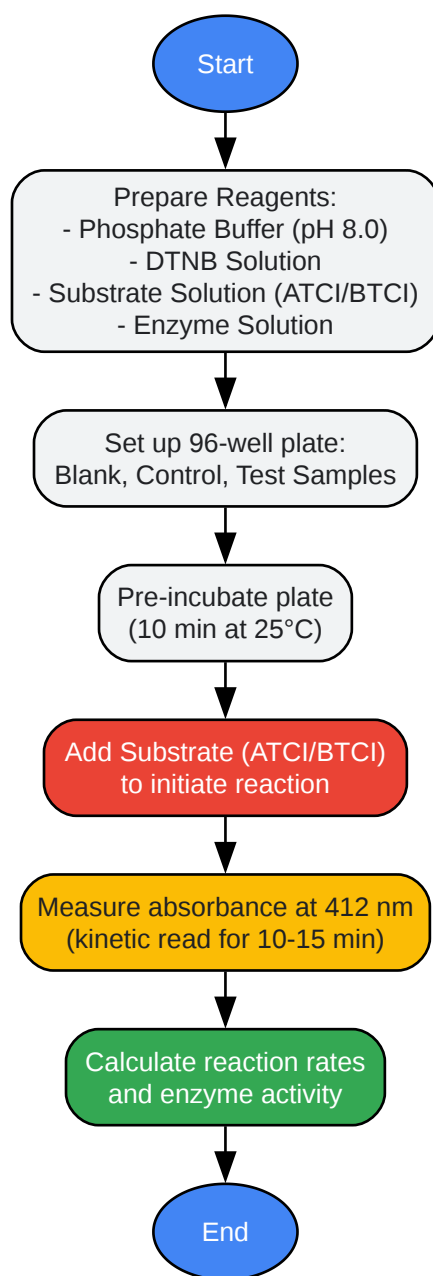 Start
Prepare Reagents:
- Phosphate Buffer (pH 8.0)
- DTNB Solution
- Substrate Solution (ATCI/BTCI)
- Enzyme Solution
Set up 96-well plate:
Blank, Control, Test Samples
Pre-incubate plate
(10 min at 25°C)
Add Substrate (ATCI/BTCI)
to initiate reaction
Measure absorbance at 412 nm
(kinetic read for 10-15 min)
Calculate reaction rates
and enzyme activity
End